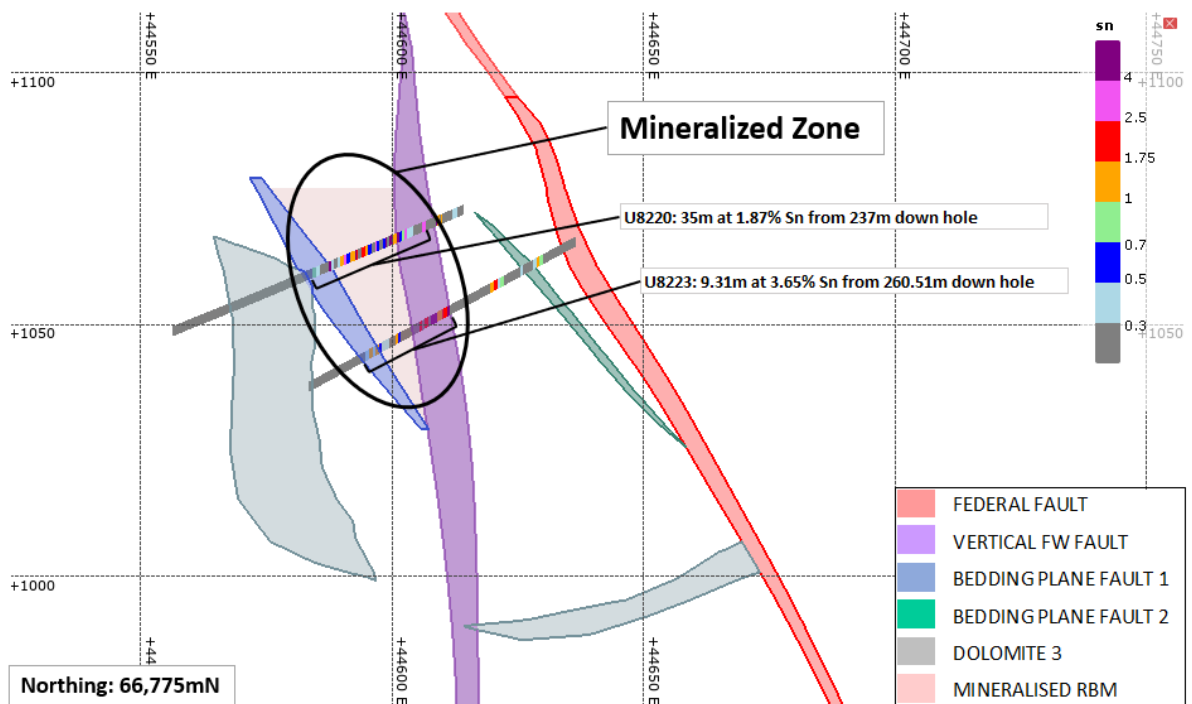 +44550 E
+44600 E
+44650 E
+44700 E
+44750 E
sn
+1100
+1100
4
2.5
1.75
1
0.7
0.5
0.3
Mineralized Zone
U8220: 35m at 1.87% Sn from 237m down hole
U8223: 9.31m at 3.65% Sn from 260.51m down hole
+1050
+1050
+1000
FEDERAL FAULT
VERTICAL FW FAULT
BEDDING PLANE FAULT 1
BEDDING PLANE FAULT 2
DOLOMITE 3
MINERALISED RBM
+44
+44600 E
+44650 E
Northing: 66,775mN